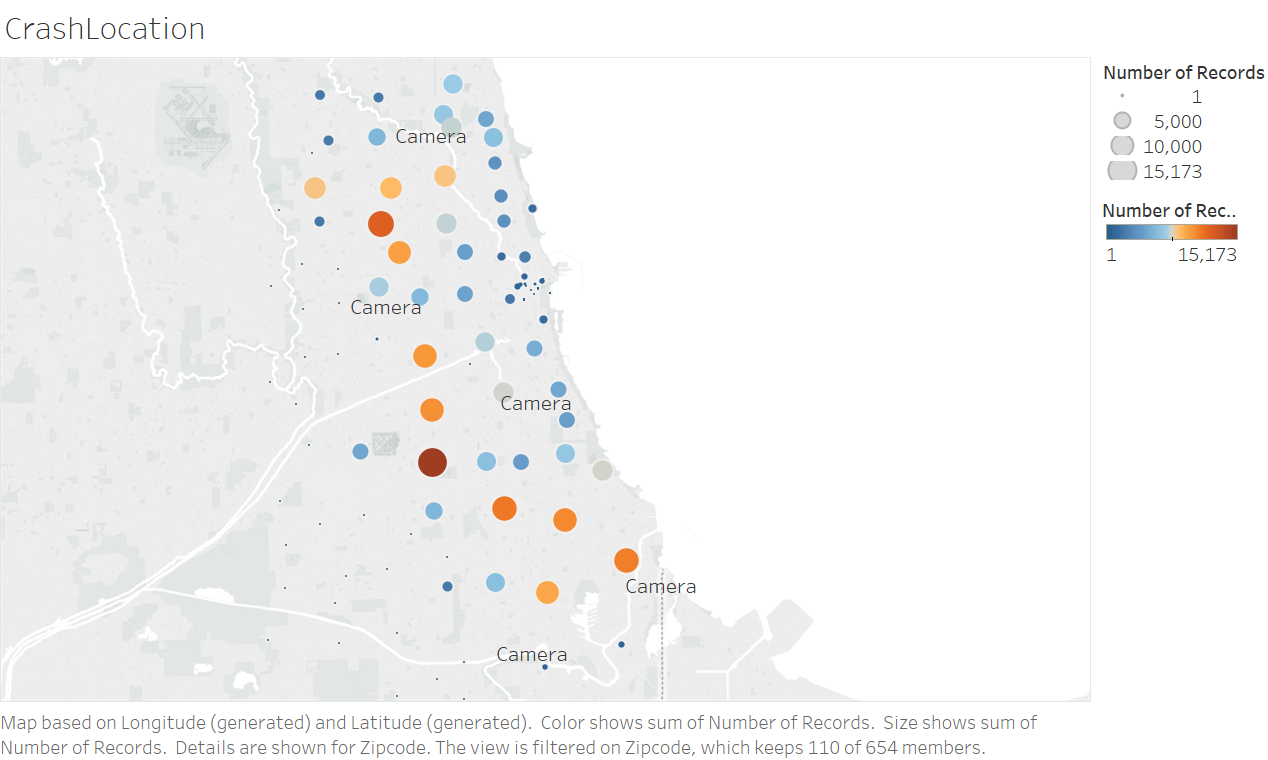 CrashLocation
Number of Records
1
5,000
10,000
15,173
Number of Rec..
1 15,173
Camera
Camera
Camera
Camera
Camera
Map based on Longitude (generated) and Latitude (generated). Color shows sum of Number of Records. Size shows sum of
Number of Records. Details are shown for Zipcode. The view is filtered on Zipcode, which keeps 110 of 654 members.